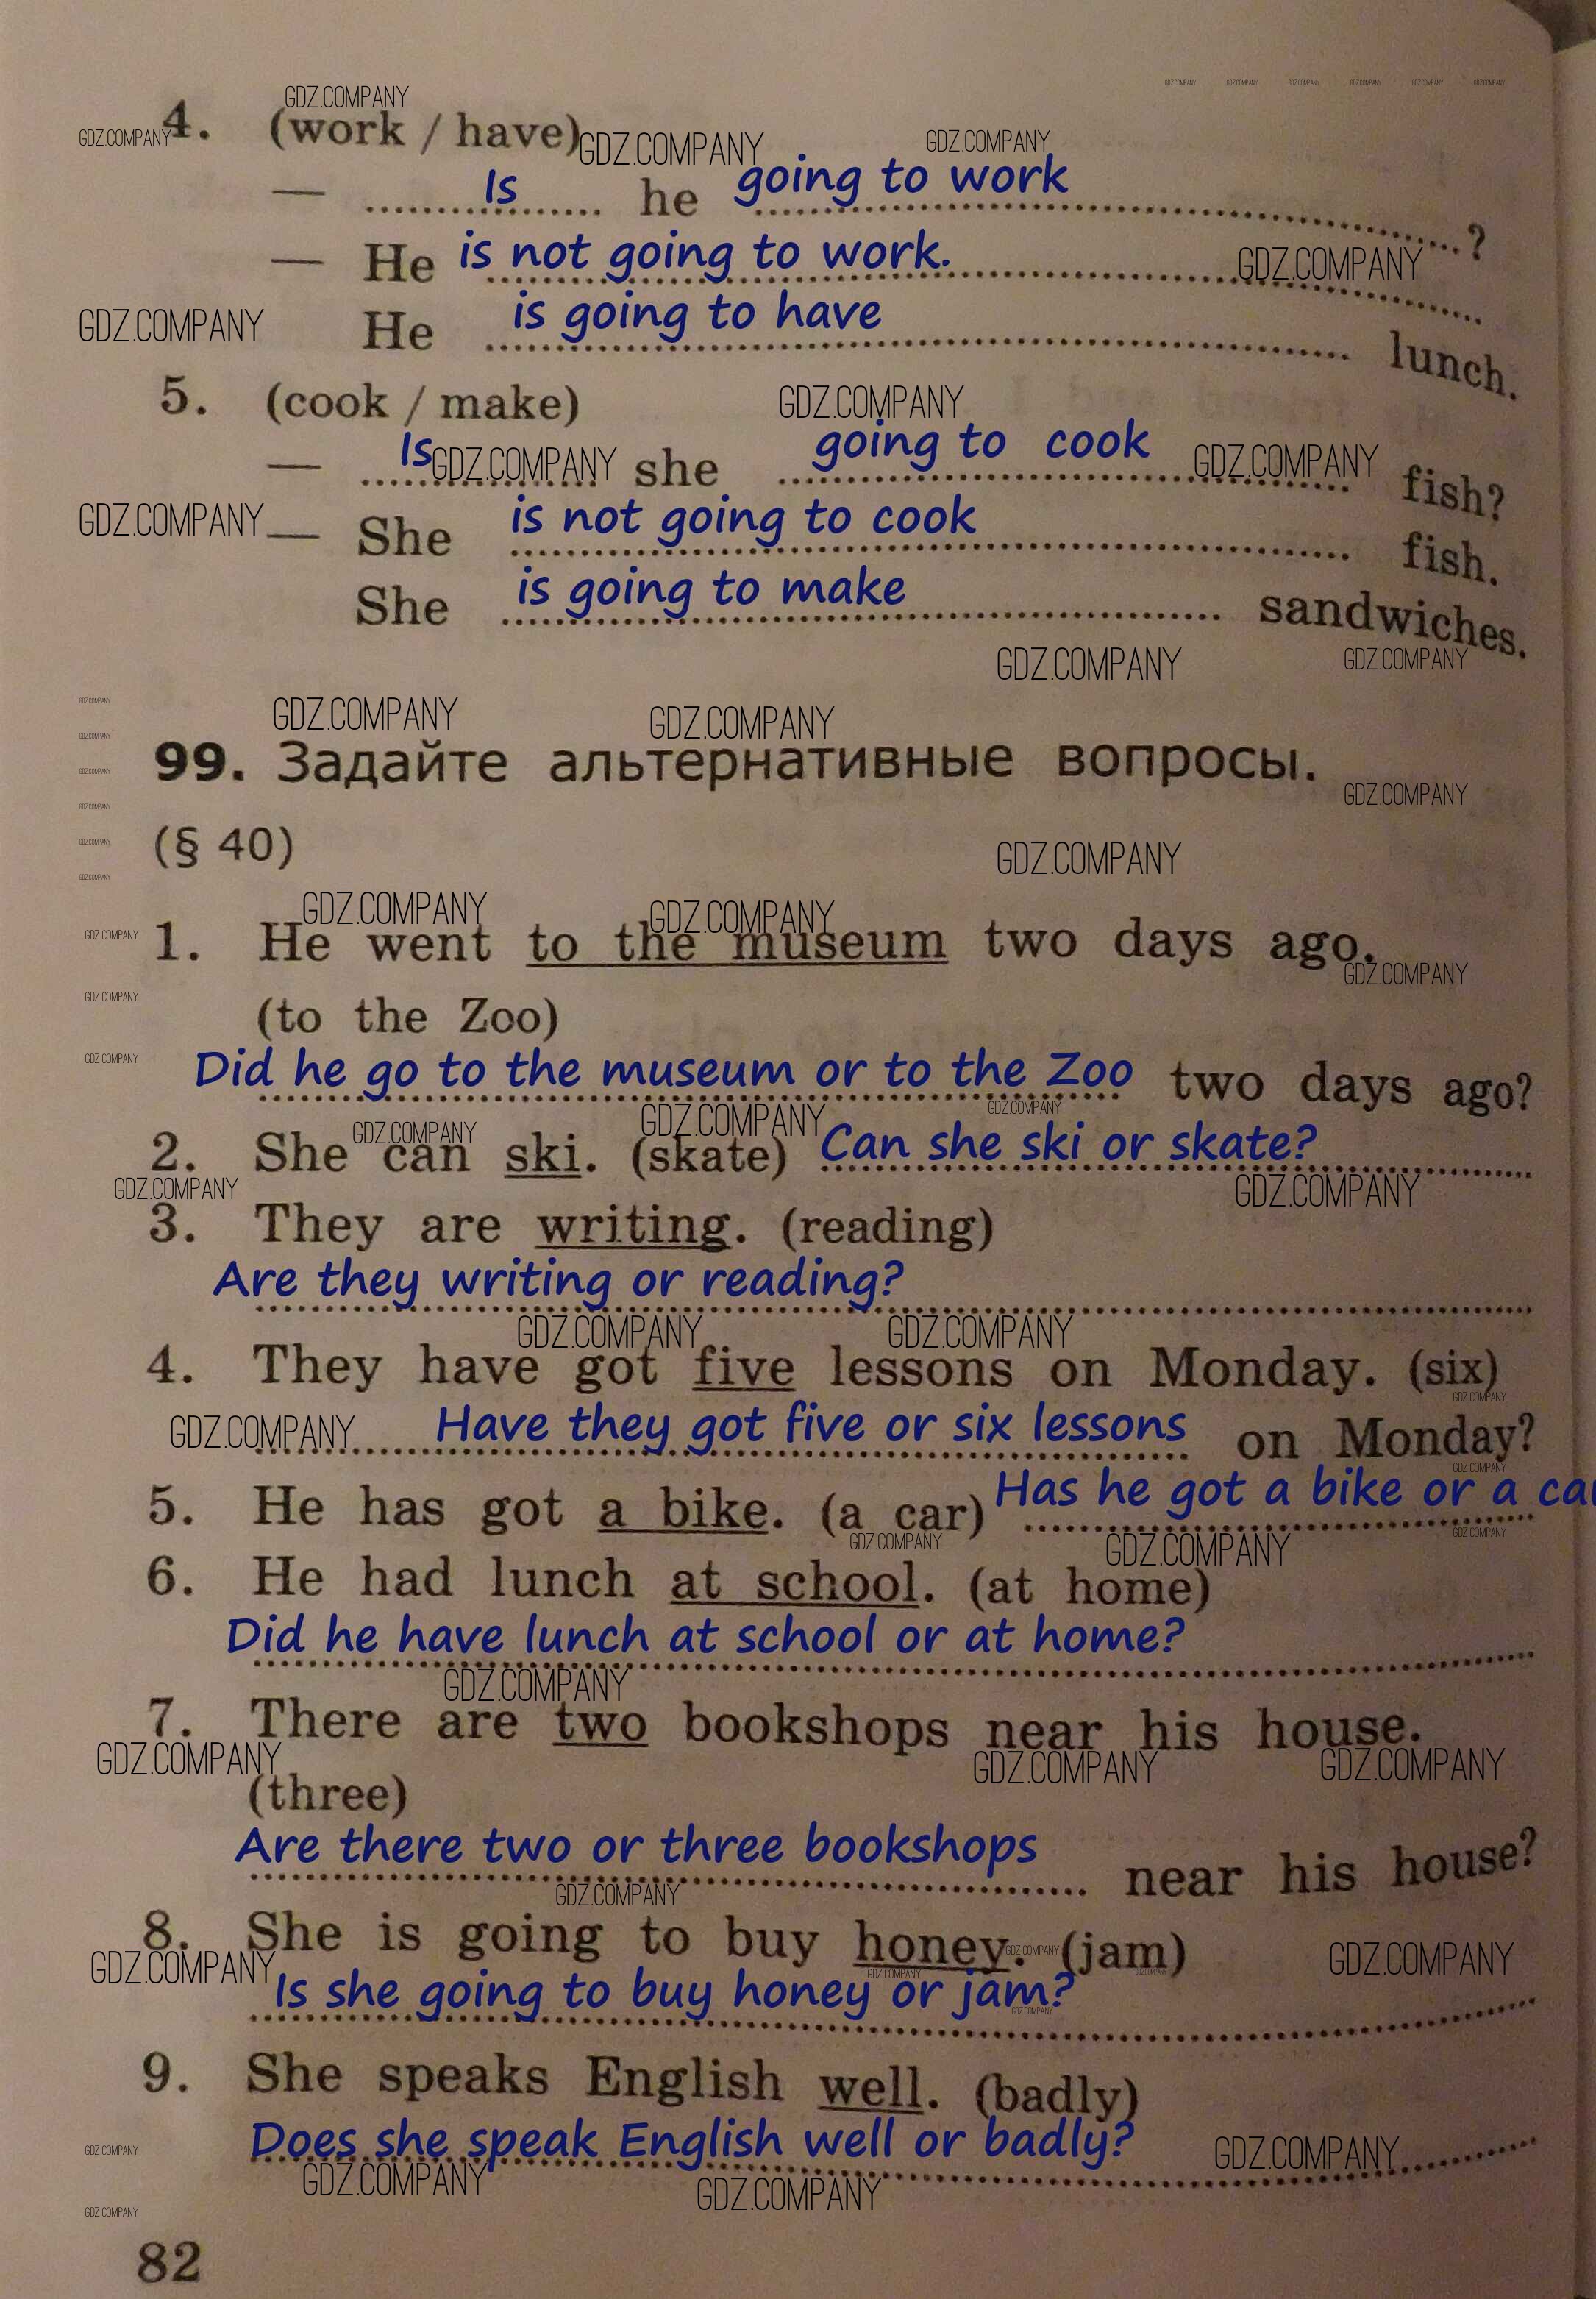 GDZ.COMPANY
4. (work / have)
— Is he going to work ?
— He is not going to work.
He is going to have lunch.
5. (cook / make)
— Is she going to cook fish?
— She is not going to cook fish.
She is going to make sandwiches.
99. Задайте альтернативные вопросы.
(§ 40)
1. He went to the museum two days ago.
(to the Zoo)
Did he go to the museum or to the Zoo two days ago?
2. She can ski. (skate) Can she ski or skate?
3. They are writing. (reading)
Are they writing or reading?
4. They have got five lessons on Monday. (six)
Have they got five or six lessons on Monday?
5. He has got a bike. (a car) Has he got a bike or a
6. He had lunch at school. (at home)
Did he have lunch at school or at home?
7. There are two bookshops near his house.
(three)
Are there two or three bookshops near his house?
8. She is going to buy honey. (jam)
Is she going to buy honey or jam?
9. She speaks English well. (badly)
Does she speak English well or badly?
82